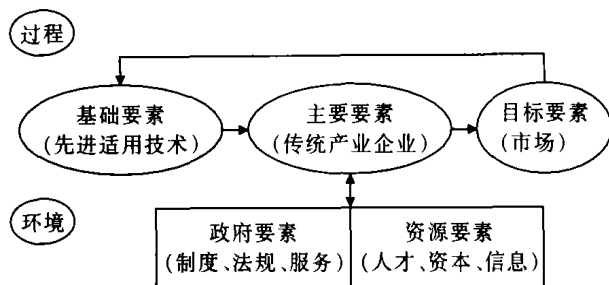 过程
基础要素
(先进适用技术)
主要要素
(传统产业企业)
目标要素
(市场)
环境
政府要素
(制度、法规、服务)
资源要素
(人才、资本、信息)